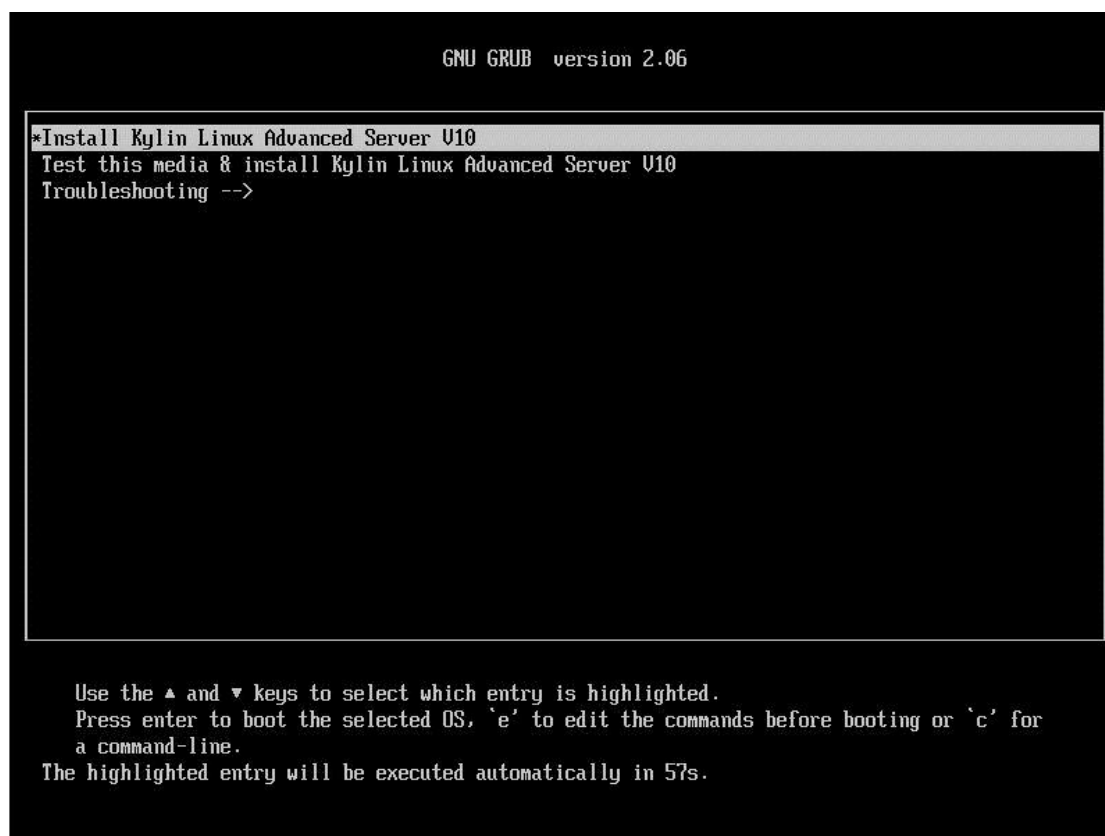 GNU GRUB  version 2.06
*Install Kylin Linux Advanced Server V10
Test this media & install Kylin Linux Advanced Server V10
Troubleshooting -->
Use the ▲ and ▼ keys to select which entry is highlighted.
Press enter to boot the selected OS, `e' to edit the commands before booting or `c' for
a command-line.
The highlighted entry will be executed automatically in 57s.